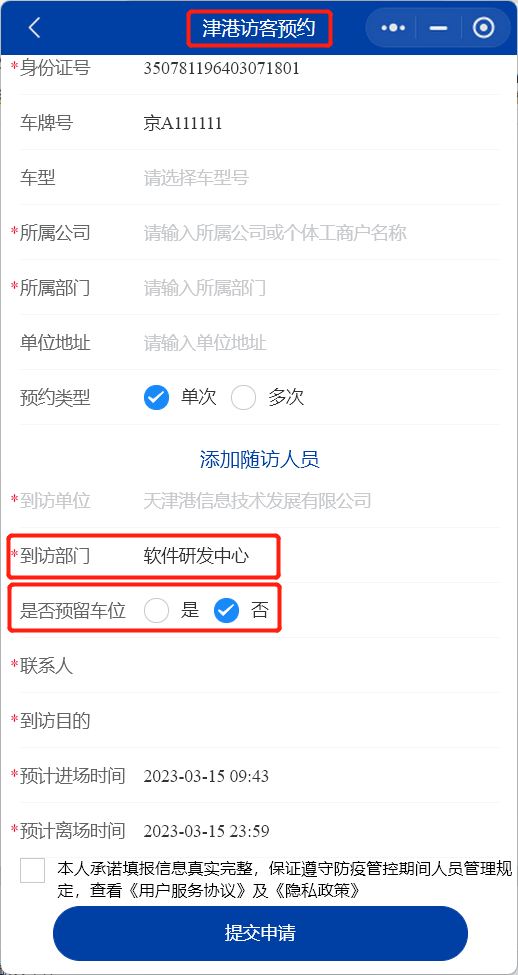 津港访客预约
*身份证号 350781196403071801
车牌号 京A111111
车型 请选择车型号
*所属公司 请输入所属公司或个体工商户名称
*所属部门 请输入所属部门
单位地址 请输入单位地址
预约类型 单次 多次
添加随访人员
*到访单位 天津港信息技术发展有限公司
*到访部门 软件研发中心
是否预留车位 是 否
*联系人
*到访目的
*预计进场时间 2023-03-15 09:43
*预计离场时间 2023-03-15 23:59
本人承诺填报信息真实完整，保证遵守防疫管控期间人员管理规
定，查看《用户服务协议》及《隐私政策》
提交申请